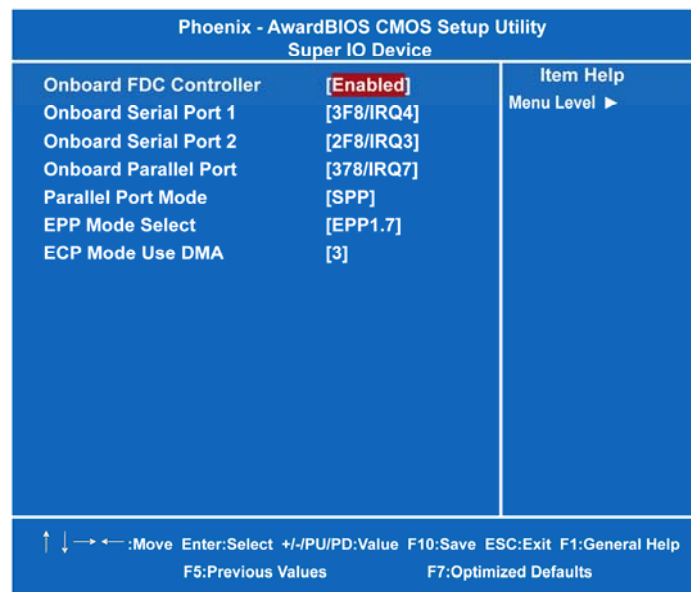 Phoenix - AwardBIOS CMOS Setup Utility
Super IO Device
Onboard FDC Controller [Enabled]
Onboard Serial Port 1 [3F8/IRQ4]
Onboard Serial Port 2 [2F8/IRQ3]
Onboard Parallel Port [378/IRQ7]
Parallel Port Mode [SPP]
EPP Mode Select [EPP1.7]
ECP Mode Use DMA [3]
Item Help
Menu Level ►
↑ ↓ → ← :Move Enter:Select +/-/PU/PD:Value F10:Save ESC:Exit F1:General Help
F5:Previous Values F7:Optimized Defaults